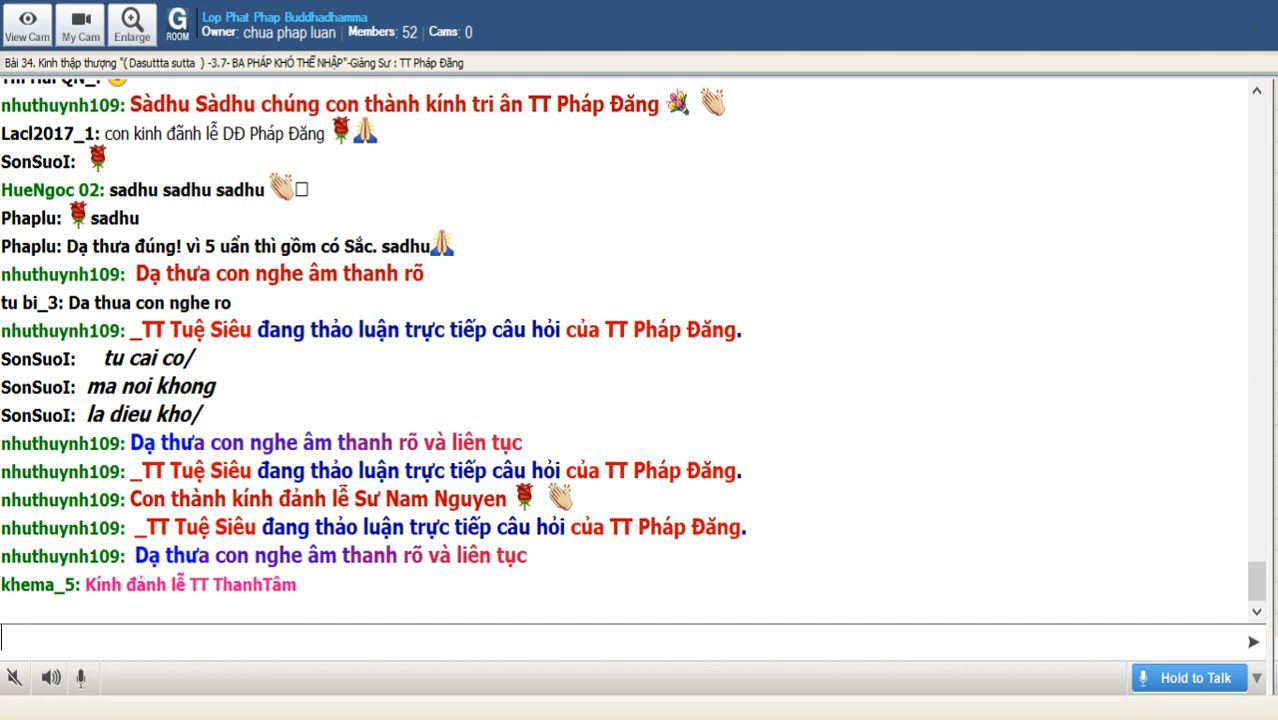 Lop Phat Phap Buddhadhamma
Owner: chua phap luan | Members: 52 | Cams: 0
View Cam
My Cam
Enlarge
G ROOM
Bài 34. Kinh thập thượng "( Dasuttta sutta ) -3.7- BA PHÁP KHÓ THỂ NHẬP"-Giảng Sư : TT Pháp Đăng
nhuthuynh109: Sàdhu Sàdhu chúng con thành kính tri ân TT Pháp Đăng
Lacl2017_1: con kinh đãnh lễ DĐ Pháp Đăng
SonSuoI:
HueNgoc 02: sadhu sadhu sadhu
Phaplu: sadhu
Phaplu: Dạ thưa đúng! vì 5 uẩn thì gồm có Sắc. sadhu
nhuthuynh109: Dạ thưa con nghe âm thanh rõ
tu bi_3: Da thua con nghe ro
nhuthuynh109: _TT Tuệ Siêu đang thảo luận trực tiếp câu hỏi của TT Pháp Đăng.
SonSuoI: tu cai co/
SonSuoI: ma noi khong
SonSuoI: la dieu kho/
nhuthuynh109: Dạ thưa con nghe âm thanh rõ và liên tục
nhuthuynh109: _TT Tuệ Siêu đang thảo luận trực tiếp câu hỏi của TT Pháp Đăng.
nhuthuynh109: Con thành kính đảnh lễ Sư Nam Nguyen
nhuthuynh109: _TT Tuệ Siêu đang thảo luận trực tiếp câu hỏi của TT Pháp Đăng.
nhuthuynh109: Dạ thưa con nghe âm thanh rõ và liên tục
khema_5: Kính đảnh lễ TT ThanhTâm
Hold to Talk